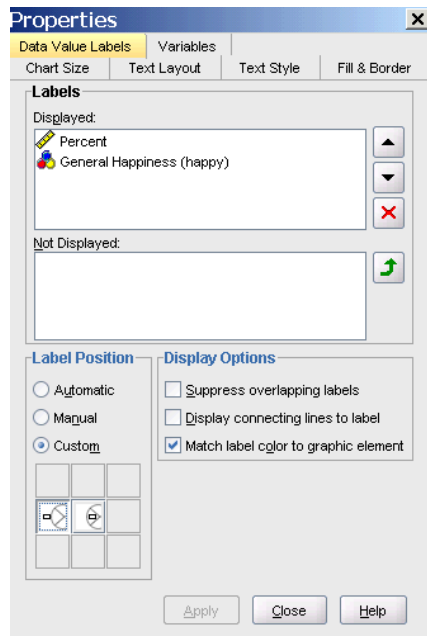 Properties
Data Value Labels Variables
Chart Size Text Layout Text Style Fill & Border
Labels
Displayed:
Percent
General Happiness (happy)
Not Displayed:
Label Position
Automatic
Manual
Custom
Display Options
Suppress overlapping labels
Display connecting lines to label
Match label color to graphic element
Apply Close Help